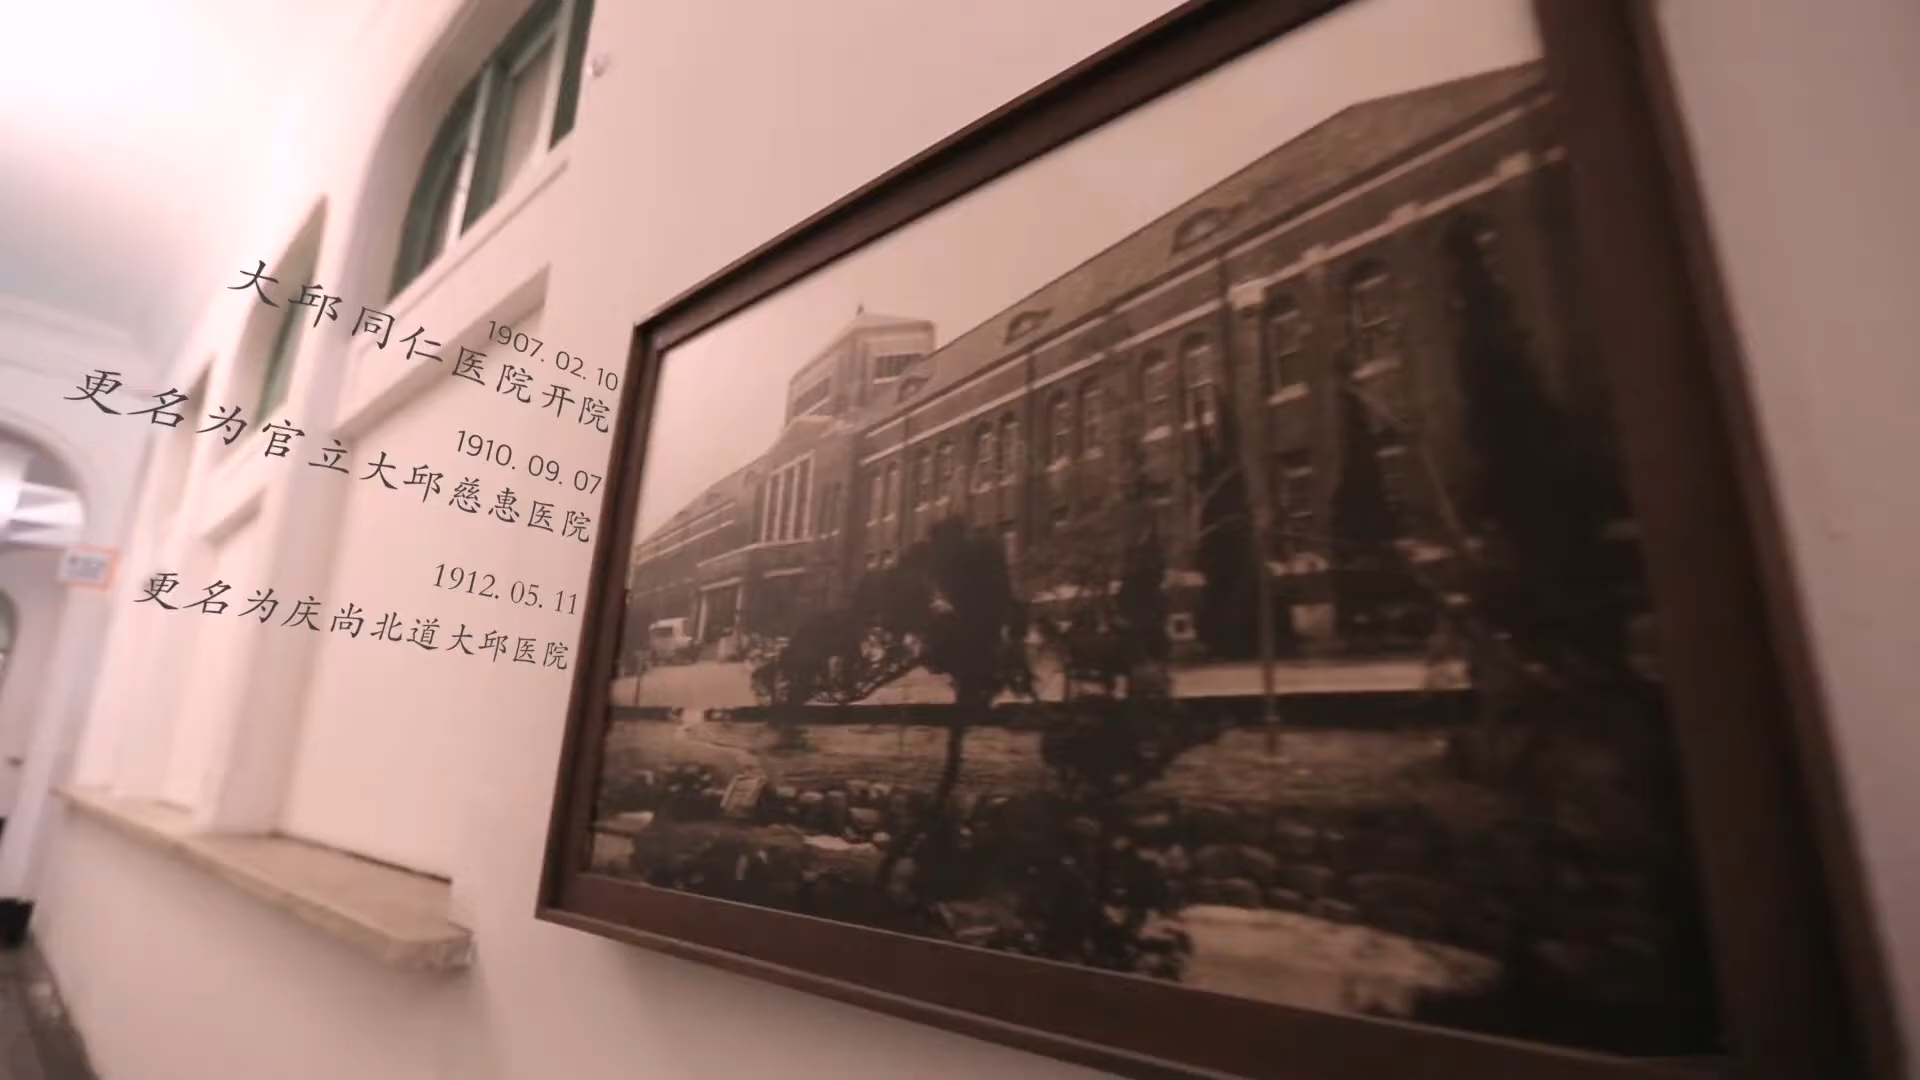 1907. 02. 10
大邱同仁医院开院
1910. 09. 07
更名为官立大邱慈惠医院
1912. 05. 11
更名为庆尚北道大邱医院